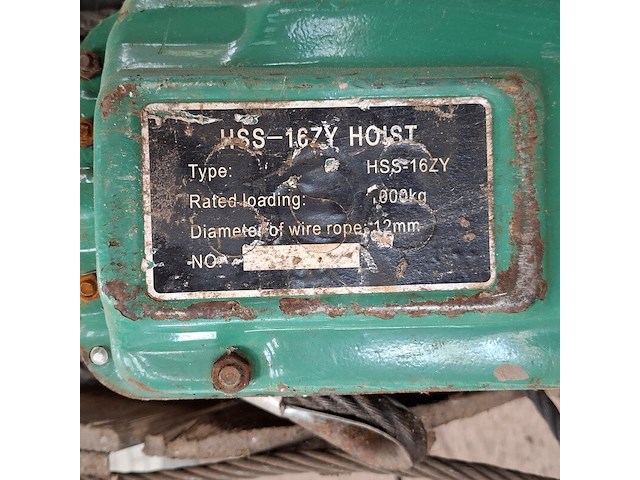 HSS-16ZY HOIST
Type: HSS-16ZY
Rated loading: 1000kg
Diameter of wire rope: 12mm
NO.